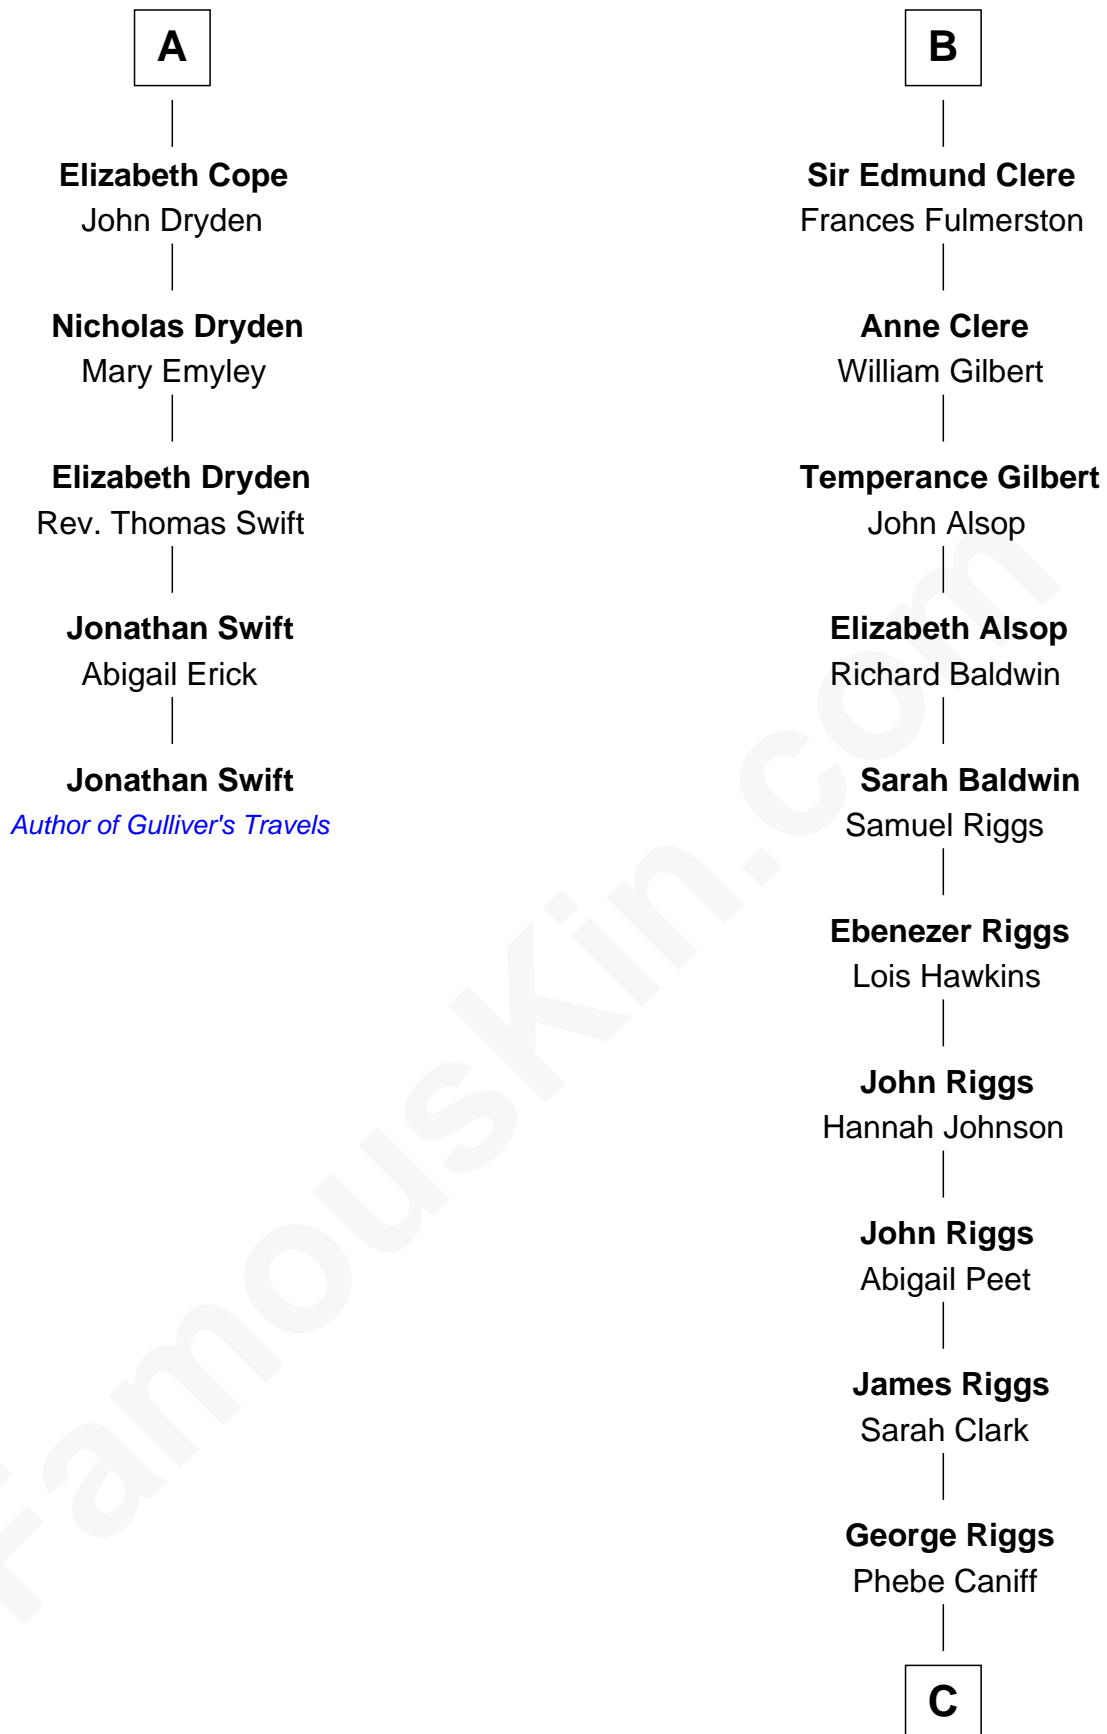 A
Elizabeth Cope
John Dryden
Nicholas Dryden
Mary Emyley
Elizabeth Dryden
Rev. Thomas Swift
Jonathan Swift
Abigail Erick
Jonathan Swift
Author of Gulliver's Travels
B
Sir Edmund Clere
Frances Fulmerston
Anne Clere
William Gilbert
Temperance Gilbert
John Alsop
Elizabeth Alsop
Richard Baldwin
Sarah Baldwin
Samuel Riggs
Ebenezer Riggs
Lois Hawkins
John Riggs
Hannah Johnson
John Riggs
Abigail Peet
James Riggs
Sarah Clark
George Riggs
Phebe Caniff
C
FamousKin.com